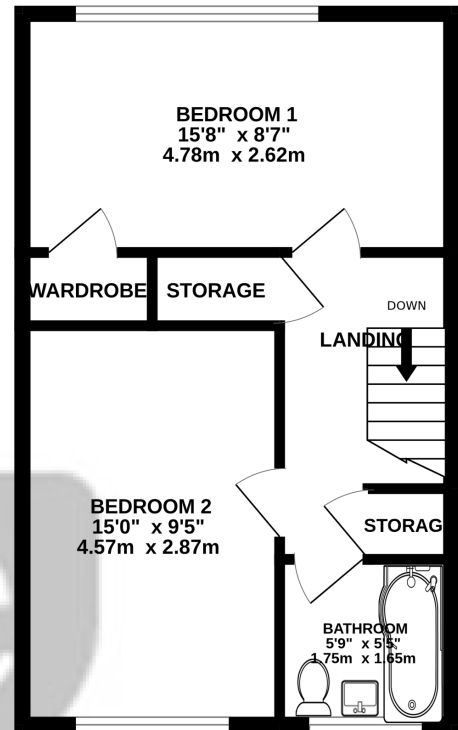 BEDROOM 1
15'8" x 8'7"
4.78m x 2.62m
WARDROBE
STORAGE
DOWN
LANDING
BEDROOM 2
15'0" x 9'5"
4.57m x 2.87m
STORAG
BATHROOM
5'9" x 5'5"
1.75m x 1.65m